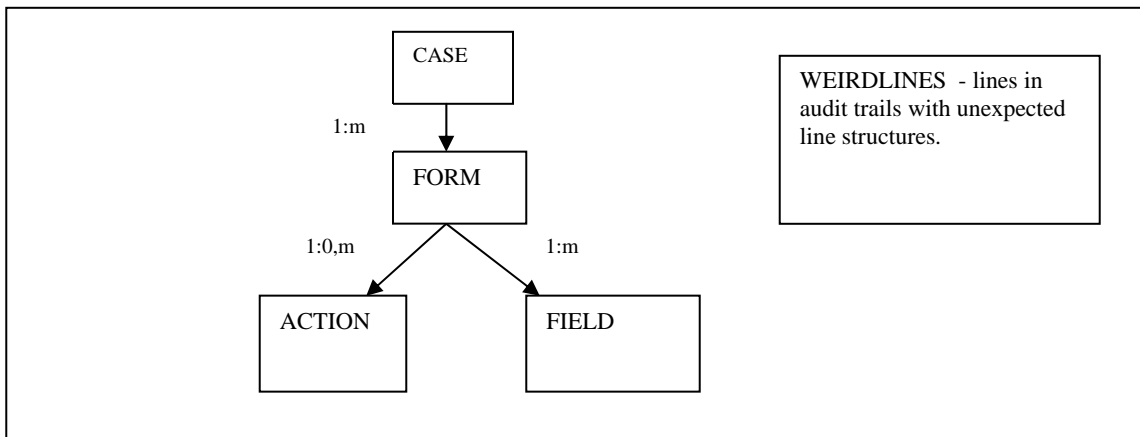 CASE
WEIRDLINES - lines in
audit trails with unexpected
line structures.
1:m
FORM
1:0,m
1:m
ACTION
FIELD